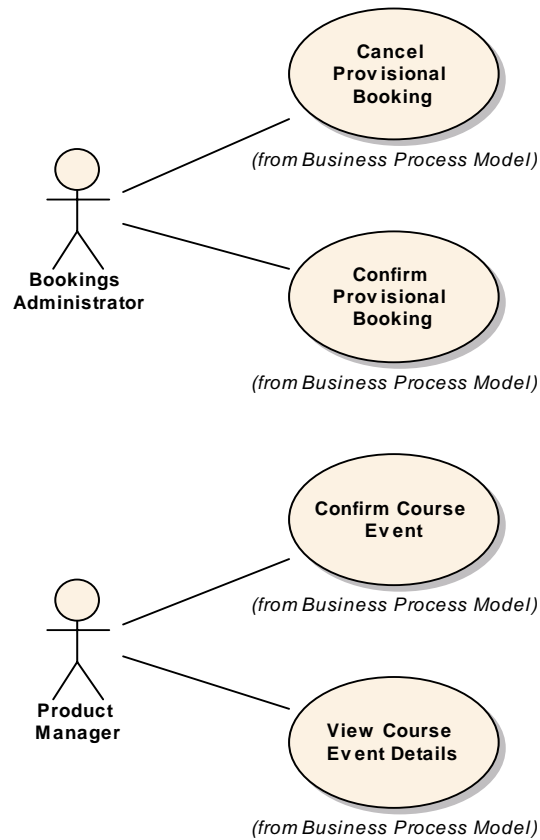 Cancel
Provisional
Booking
(from Business Process Model)
Bookings
Administrator
Confirm
Provisional
Booking
(from Business Process Model)
Confirm Course
Event
(from Business Process Model)
Product
Manager
View Course
Event Details
(from Business Process Model)